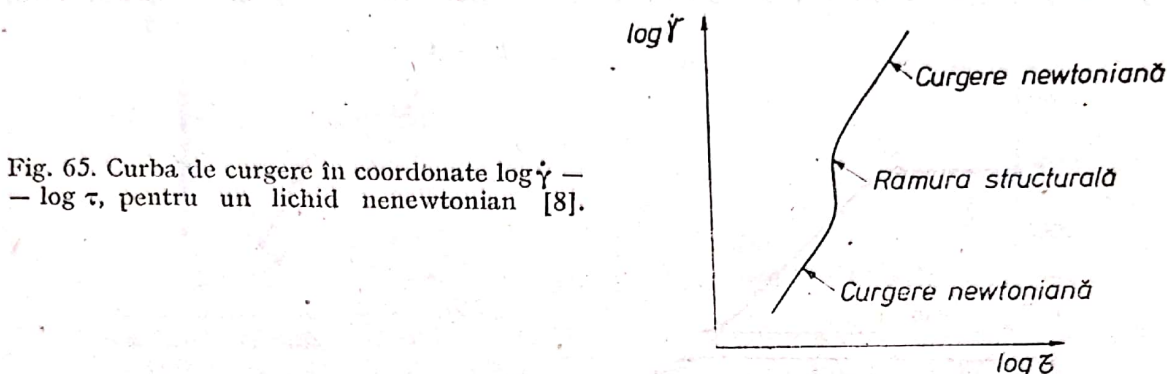 Fig. 65. Curba de curgere în coordonate log γ̇ —
— log τ, pentru un lichid nenewtonian [8].
log γ̇
Curgere newtoniană
Ramura structurală
Curgere newtoniană
log τ